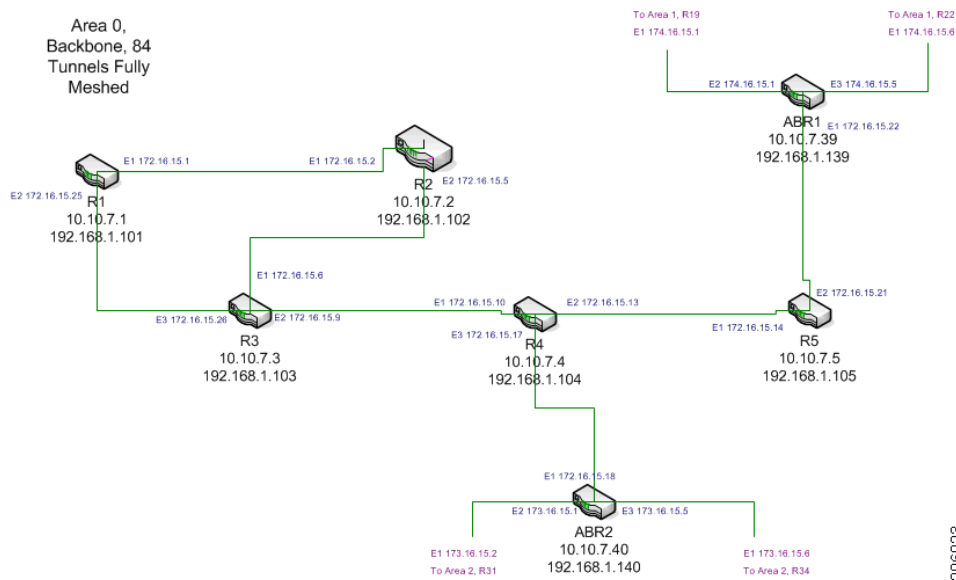 Area 0,
Backbone, 84
Tunnels Fully
Meshed
To Area 1, R19
E1 174.16.15.1
To Area 1, R22
E1 174.16.15.6
E2 174.16.15.1
E3 174.16.15.5
ABR1
10.10.7.39
192.168.1.139
E1 172.16.15.22
E1 172.16.15.1
E1 172.16.15.2
E2 172.16.15.25
R1
10.10.7.1
192.168.1.101
E2 172.16.15.5
R2
10.10.7.2
192.168.1.102
E1 172.16.15.6
E3 172.16.15.26
E2 172.16.15.9
R3
10.10.7.3
192.168.1.103
E1 172.16.15.10
E2 172.16.15.13
E3 172.16.15.17
R4
10.10.7.4
192.168.1.104
E2 172.16.15.21
E1 172.16.15.14
R5
10.10.7.5
192.168.1.105
E1 172.16.15.18
E2 173.16.15.1
E3 173.16.15.5
ABR2
10.10.7.40
192.168.1.140
E1 173.16.15.2
To Area 2, R31
E1 173.16.15.6
To Area 2, R34